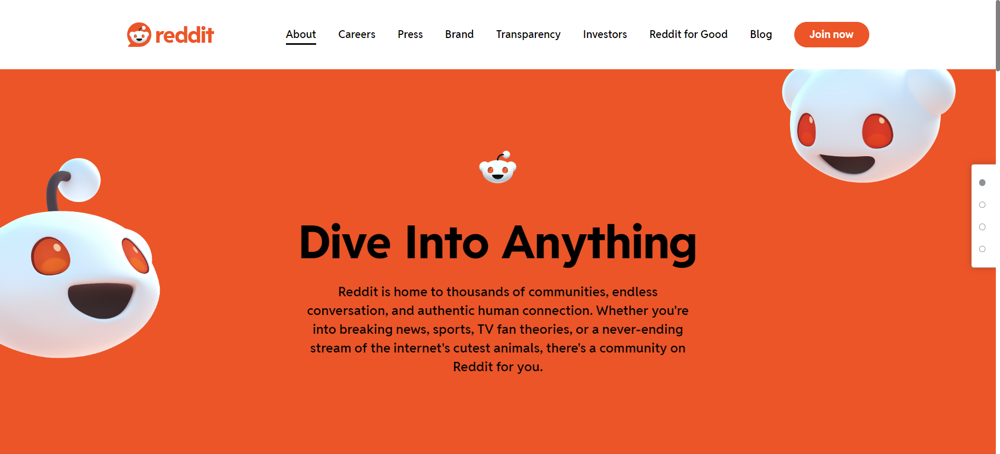 reddit
About Careers Press Brand Transparency Investors Reddit for Good Blog Join now
Dive Into Anything
Reddit is home to thousands of communities, endless
conversation, and authentic human connection. Whether you're
into breaking news, sports, TV fan theories, or a never-ending
stream of the internet's cutest animals, there's a community on
Reddit for you.